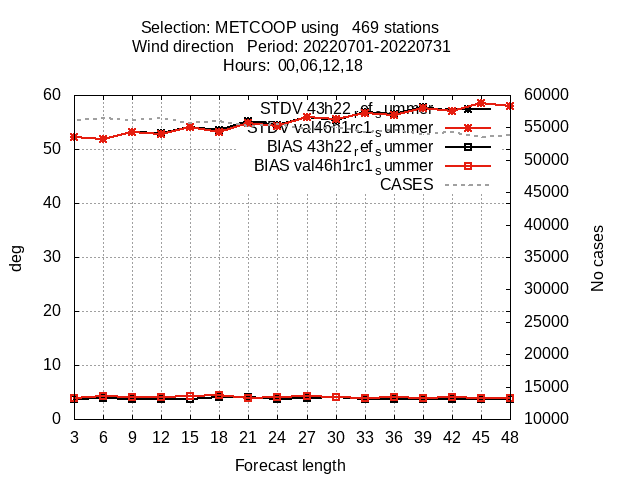 Selection: METCOOP using   469 stations
Wind direction   Period: 20220701-20220731
Hours:  00,06,12,18
60
50
40
30
20
10
0
deg
60000
55000
50000
45000
40000
35000
30000
25000
20000
15000
10000
No cases
STDV 43h22_ref_summer
STDV val46h1rc1_summer
BIAS 43h22_ref_summer
BIAS val46h1rc1_summer
CASES
3 6 9 12 15 18 21 24 27 30 33 36 39 42 45 48
Forecast length